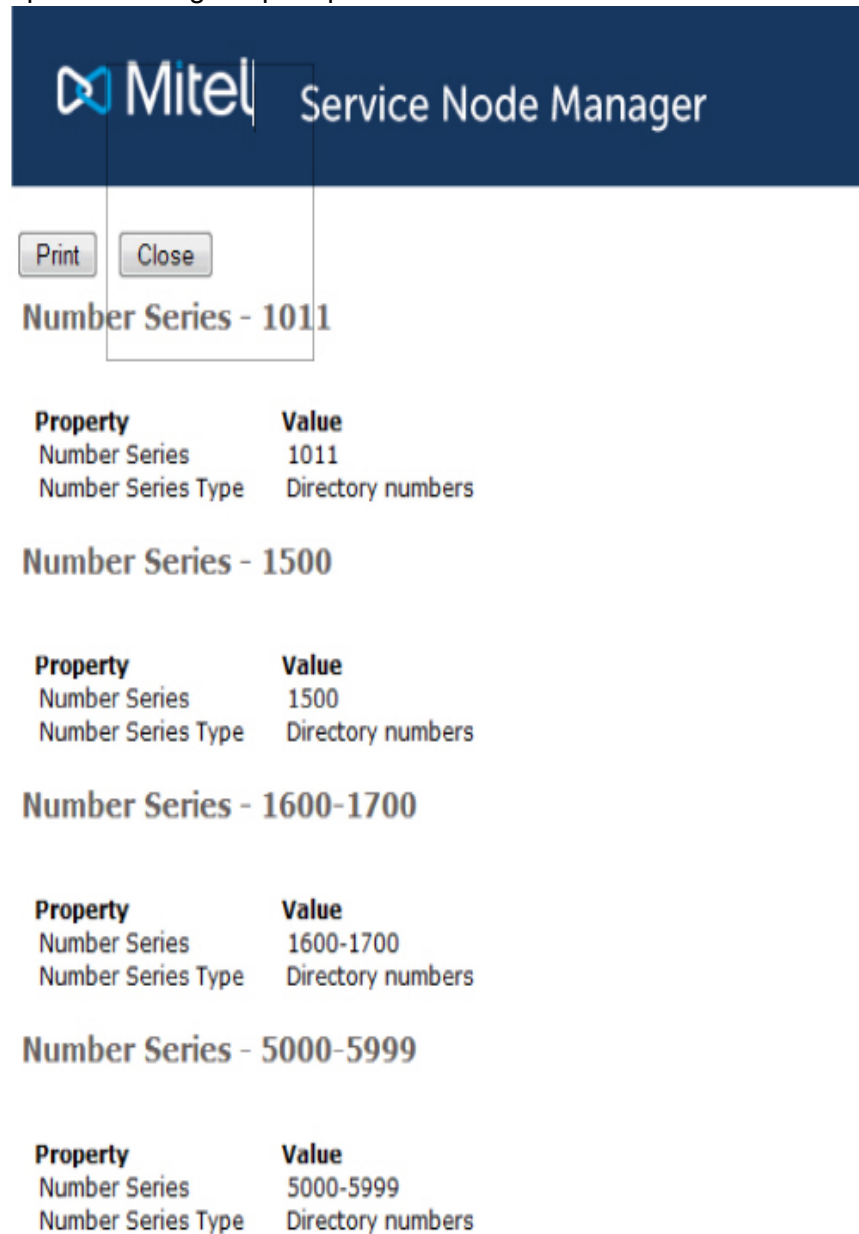 Mitel Service Node Manager
Print Close
Number Series - 1011
Property Value
Number Series 1011
Number Series Type Directory numbers
Number Series - 1500
Property Value
Number Series 1500
Number Series Type Directory numbers
Number Series - 1600-1700
Property Value
Number Series 1600-1700
Number Series Type Directory numbers
Number Series - 5000-5999
Property Value
Number Series 5000-5999
Number Series Type Directory numbers